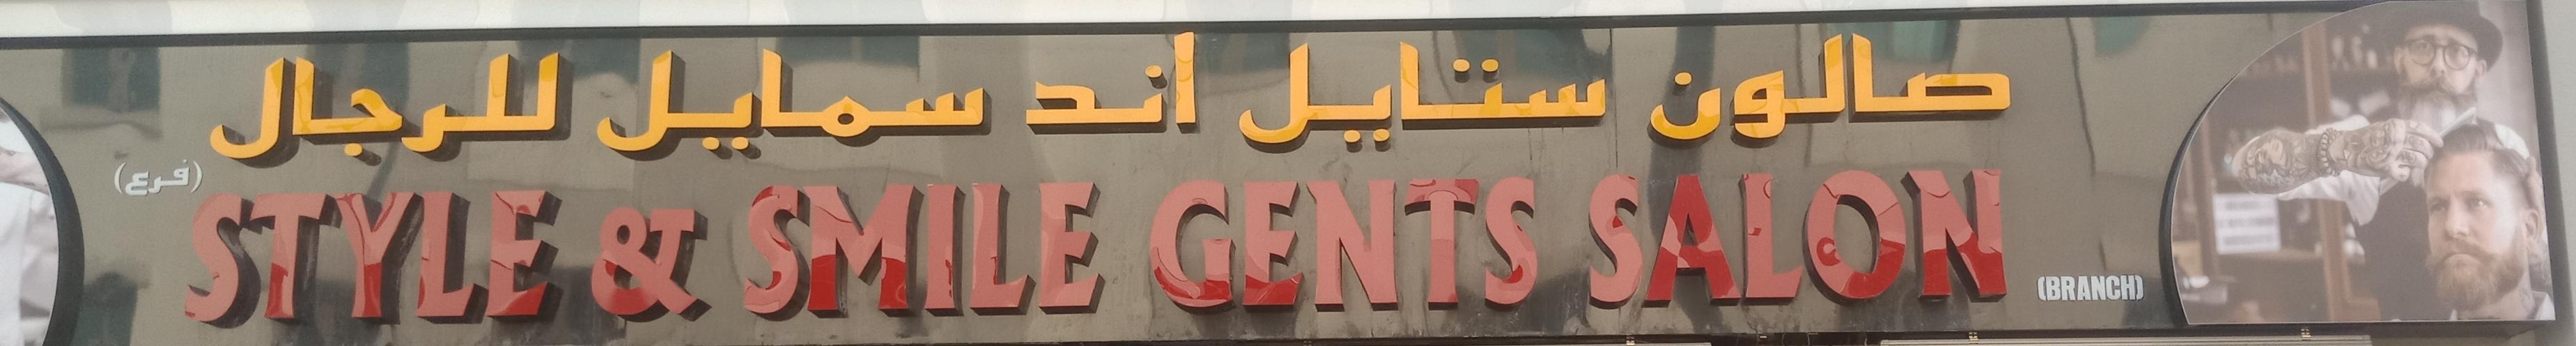 صالون ستايل أند سمايل للرجال
(فرع)
STYLE & SMILE GENTS SALON
(BRANCH)